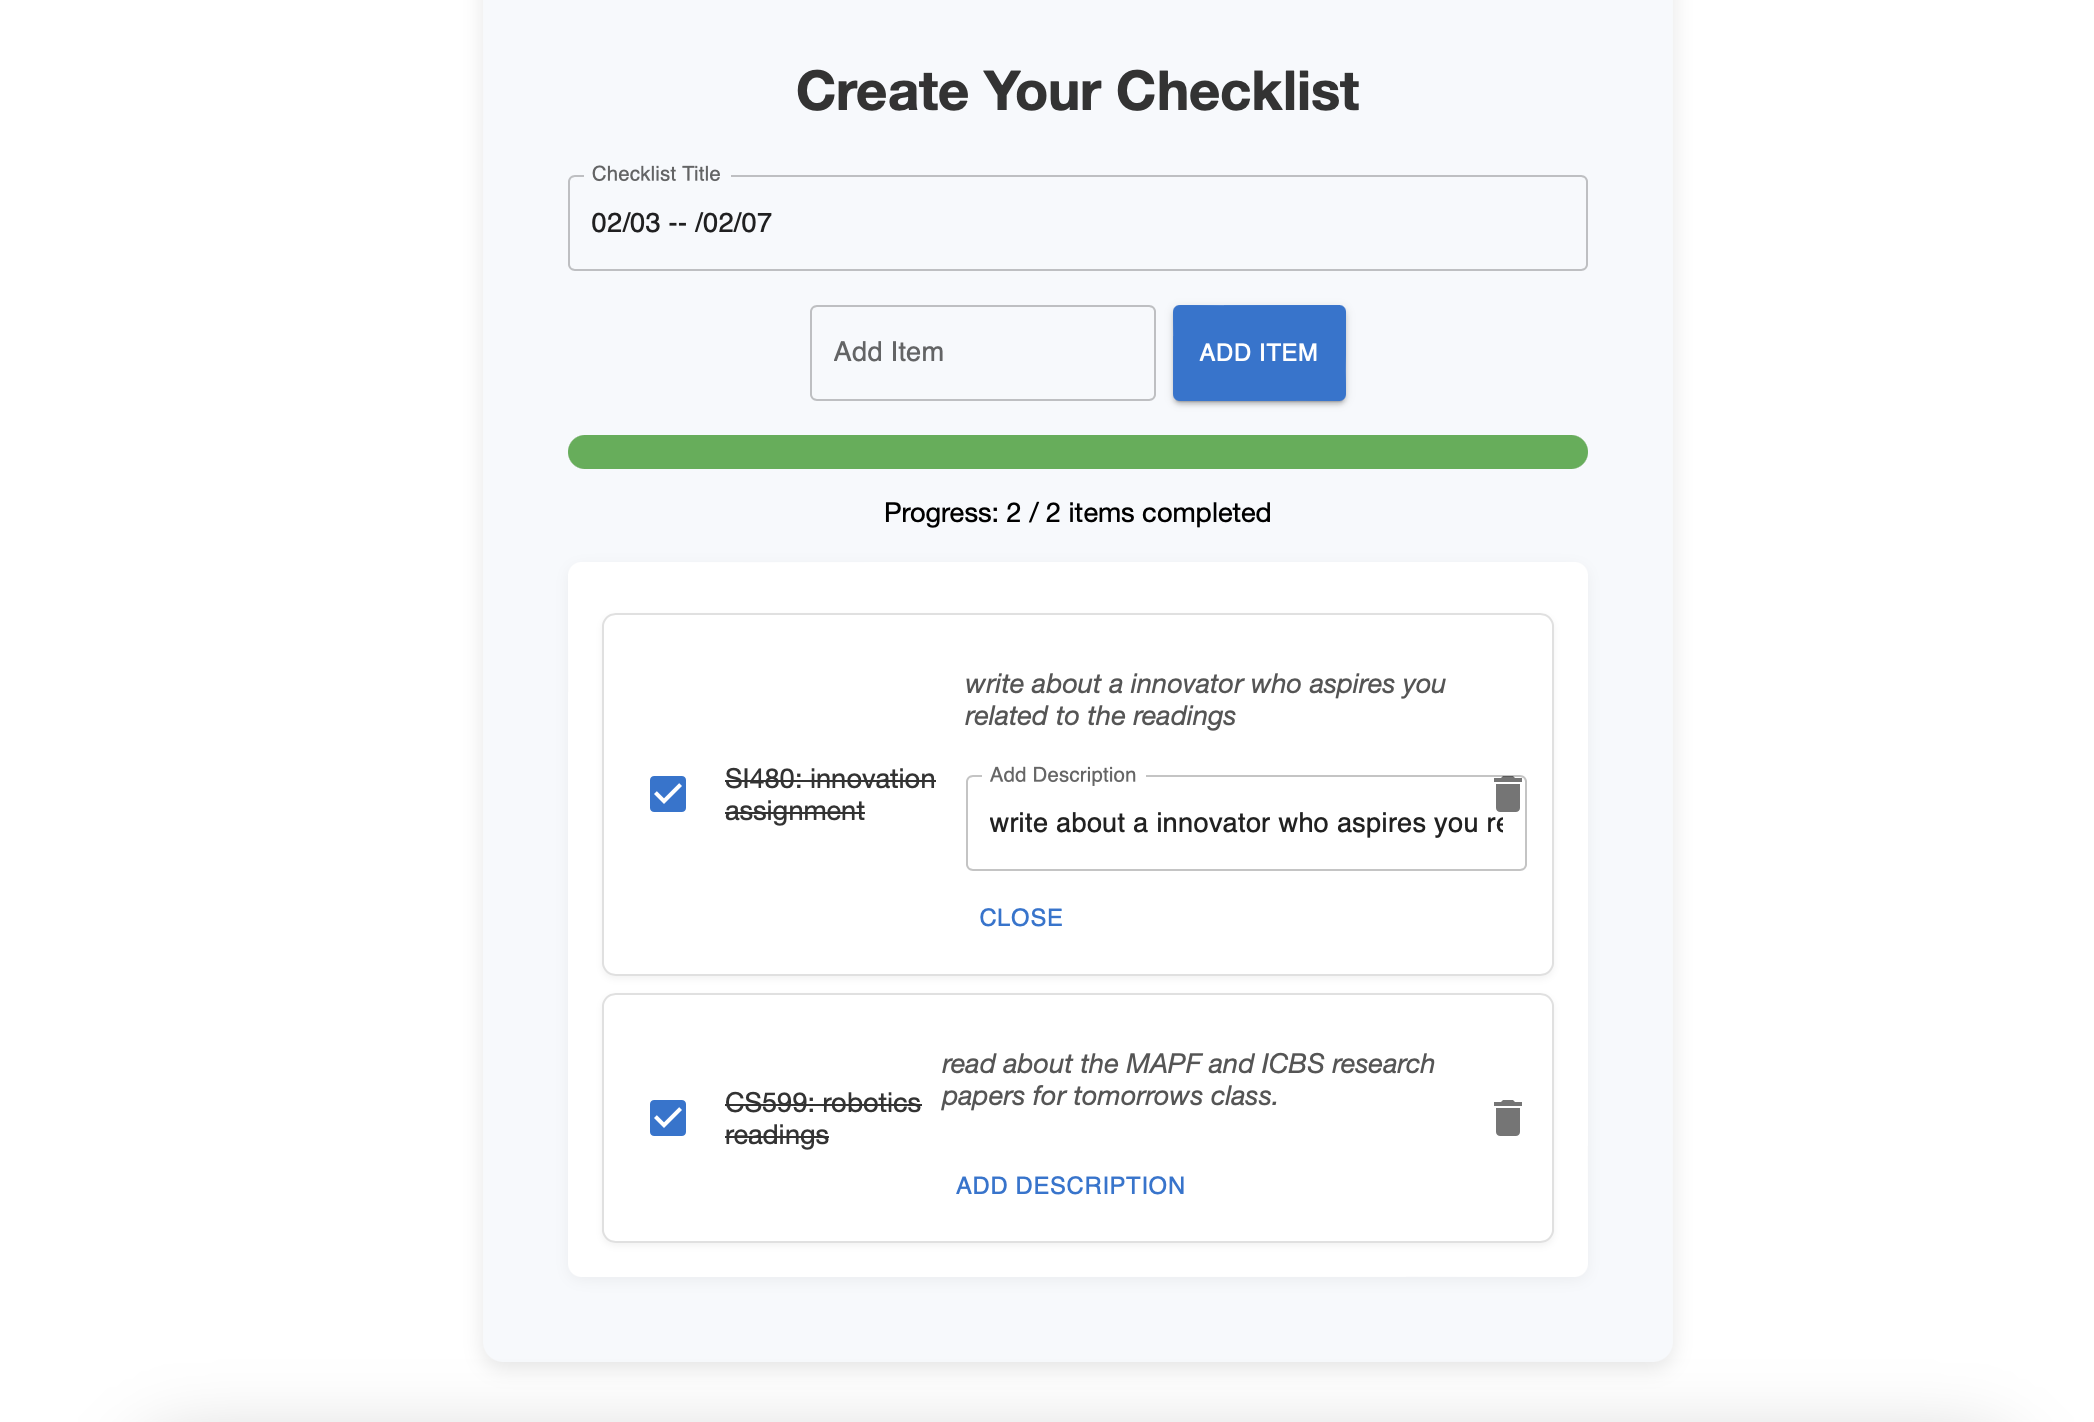 Create Your Checklist
Checklist Title
02/03 -- /02/07
Add Item
ADD ITEM
Progress: 2 / 2 items completed
write about a innovator who aspires you
related to the readings
SI480: innovation
assignment
Add Description
write about a innovator who aspires you re
CLOSE
read about the MAPF and ICBS research
papers for tomorrows class.
CS599: robotics
readings
ADD DESCRIPTION